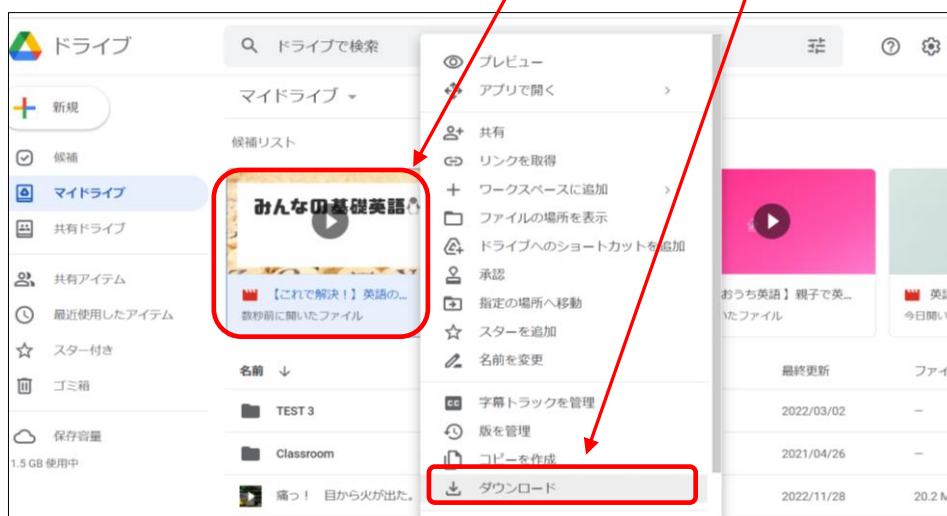 ドライブ
ドライブで検索
新規
候補
マイドライブ
共有ドライブ
共有アイテム
最近使用したアイテム
スター付き
ゴミ箱
保存容量
1.5 GB 使用中
マイドライブ
候補リスト
みんなの基礎英語
【これで解決!】英語の...
数秒前に開いたファイル
名前
TEST 3
Classroom
痛っ! 目から火が出た。
プレビュー
アプリで開く
共有
リンクを取得
ワークスペースに追加
ファイルの場所を表示
ドライブへのショートカットを追加
承認
指定の場所へ移動
スターを追加
名前を変更
字幕トラックを管理
版を管理
コピーを作成
ダウンロード
おうち英語】親子で英...
いたファイル
英語
今日開い
最終更新
ファイ
2022/03/02
–
2021/04/26
–
2022/11/28
20.2 M